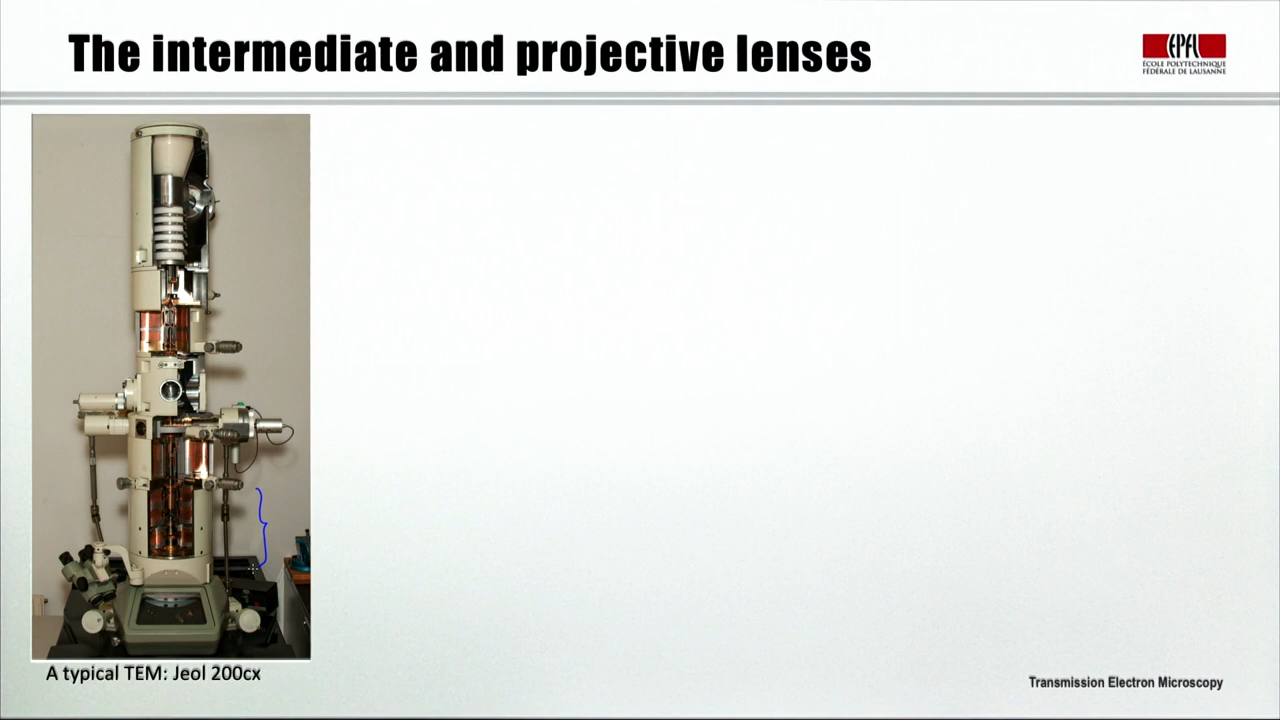 The intermediate and projective lenses
EPFL
ÉCOLE POLYTECHNIQUE
FÉDÉRALE DE LAUSANNE
A typical TEM: Jeol 200cx
Transmission Electron Microscopy